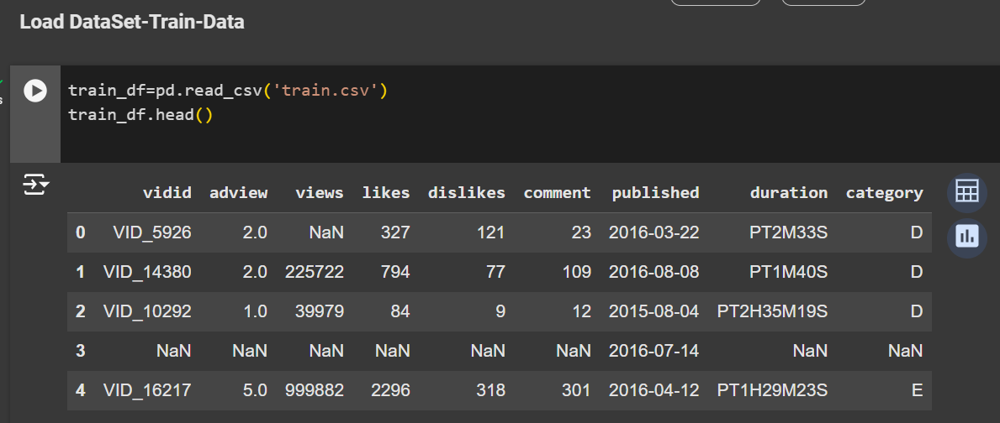 Load DataSet-Train-Data
train_df=pd.read_csv('train.csv')
train_df.head()
vidid adview views likes dislikes comment published duration category
0 VID_5926 2.0 NaN 327 121 23 2016-03-22 PT2M33S D
1 VID_14380 2.0 225722 794 77 109 2016-08-08 PT1M40S D
2 VID_10292 1.0 39979 84 9 12 2015-08-04 PT2H35M19S D
3 NaN NaN NaN NaN NaN NaN 2016-07-14 NaN NaN
4 VID_16217 5.0 999882 2296 318 301 2016-04-12 PT1H29M23S E